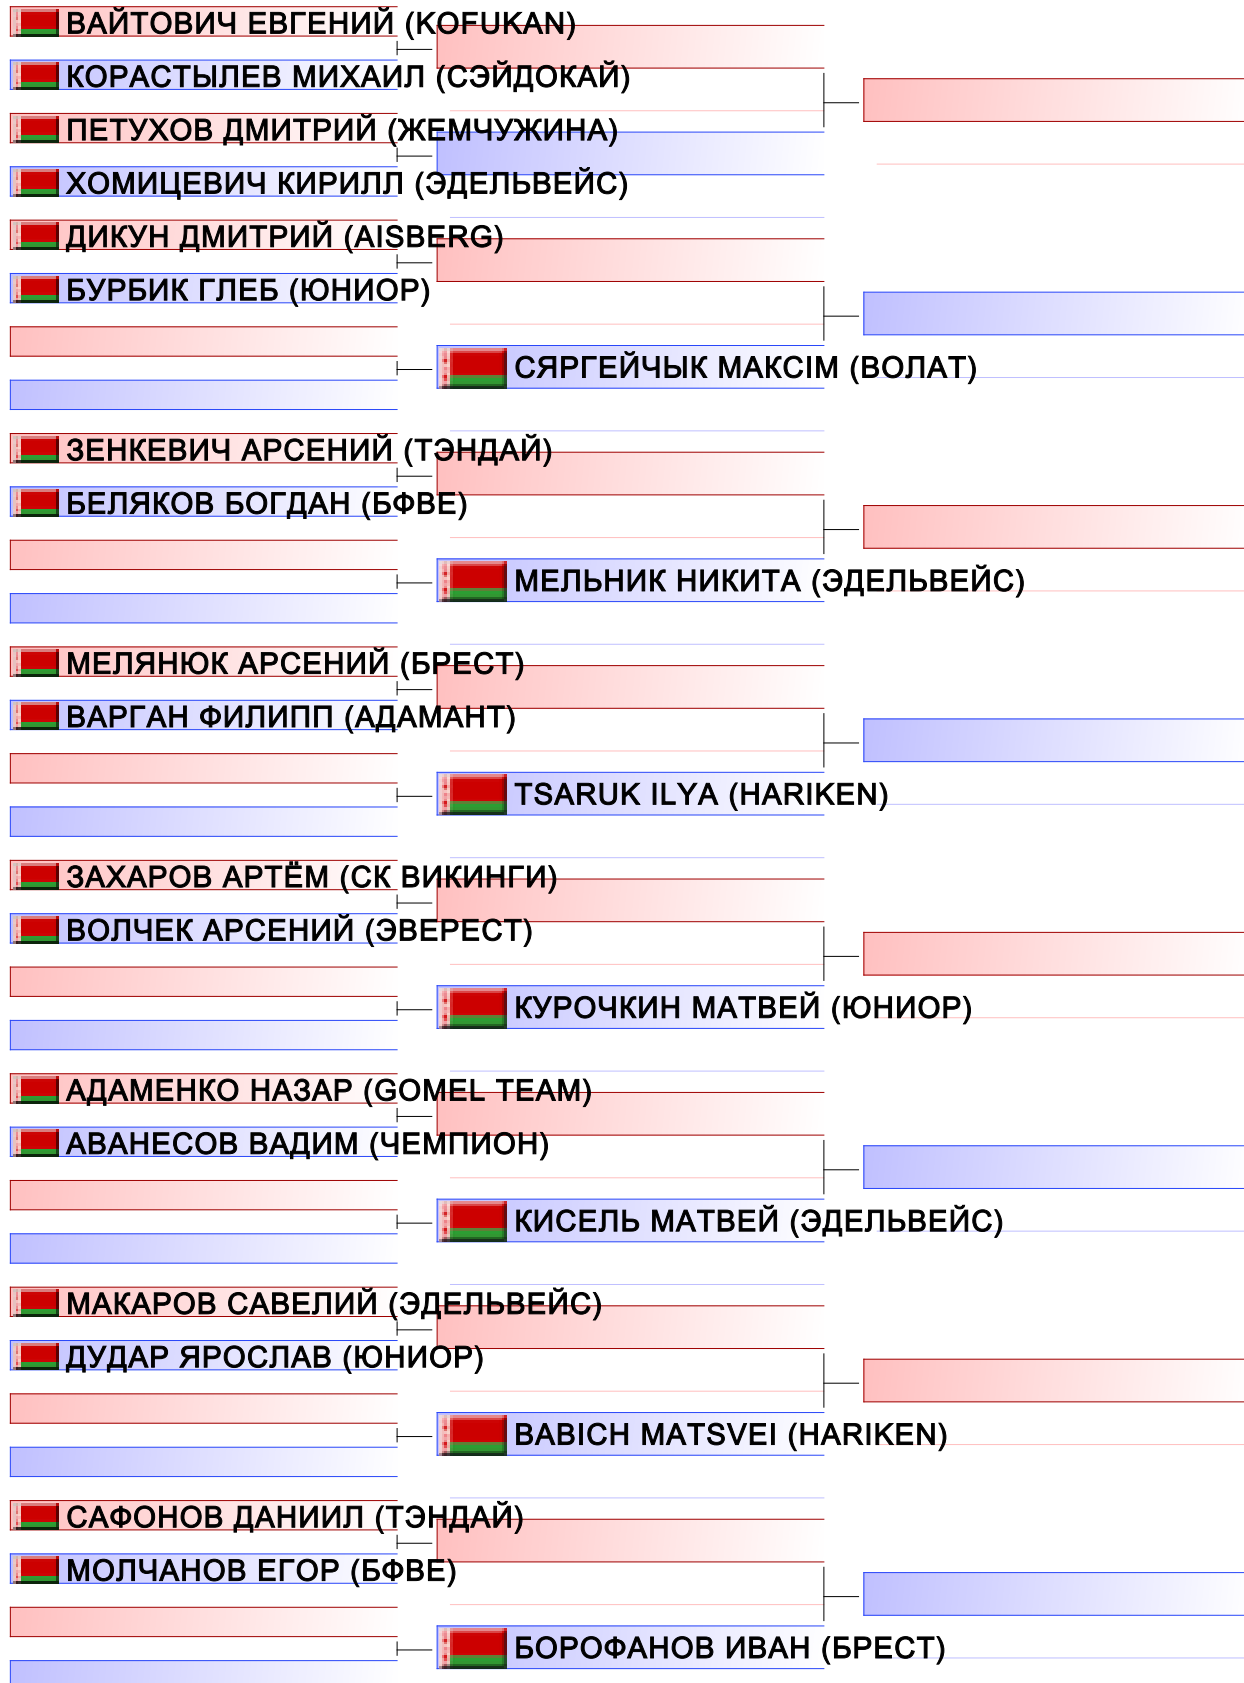 ВАЙТОВИЧ ЕВГЕНИЙ (KOFUKAN)
КОРАСТЫЛЕВ МИХАИЛ (СЭЙДОКАЙ)
ПЕТУХОВ ДМИТРИЙ (ЖЕМЧУЖИНА)
ХОМИЦЕВИЧ КИРИЛЛ (ЭДЕЛЬВЕЙС)
ДИКУН ДМИТРИЙ (AISBERG)
БУРБИК ГЛЕБ (ЮНИОР)
СЯРГЕЙЧЫК МАКСІМ (ВОЛАТ)
ЗЕНКЕВИЧ АРСЕНИЙ (ТЭНДАЙ)
БЕЛЯКОВ БОГДАН (БФВЕ)
МЕЛЬНИК НИКИТА (ЭДЕЛЬВЕЙС)
МЕЛЯНЮК АРСЕНИЙ (БРЕСТ)
ВАРГАН ФИЛИПП (АДАМАНТ)
TSARUK ILYA (HARIKEN)
ЗАХАРОВ АРТЁМ (СК ВИКИНГИ)
ВОЛЧЕК АРСЕНИЙ (ЭВЕРЕСТ)
КУРОЧКИН МАТВЕЙ (ЮНИОР)
АДАМЕНКО НАЗАР (GOMEL TEAM)
АВАНЕСОВ ВАДИМ (ЧЕМПИОН)
КИСЕЛЬ МАТВЕЙ (ЭДЕЛЬВЕЙС)
МАКАРОВ САВЕЛИЙ (ЭДЕЛЬВЕЙС)
ДУДАР ЯРОСЛАВ (ЮНИОР)
BABICH MATSVEI (HARIKEN)
САФОНОВ ДАНИИЛ (ТЭНДАЙ)
МОЛЧАНОВ ЕГОР (БФВЕ)
БОРОФАНОВ ИВАН (БРЕСТ)